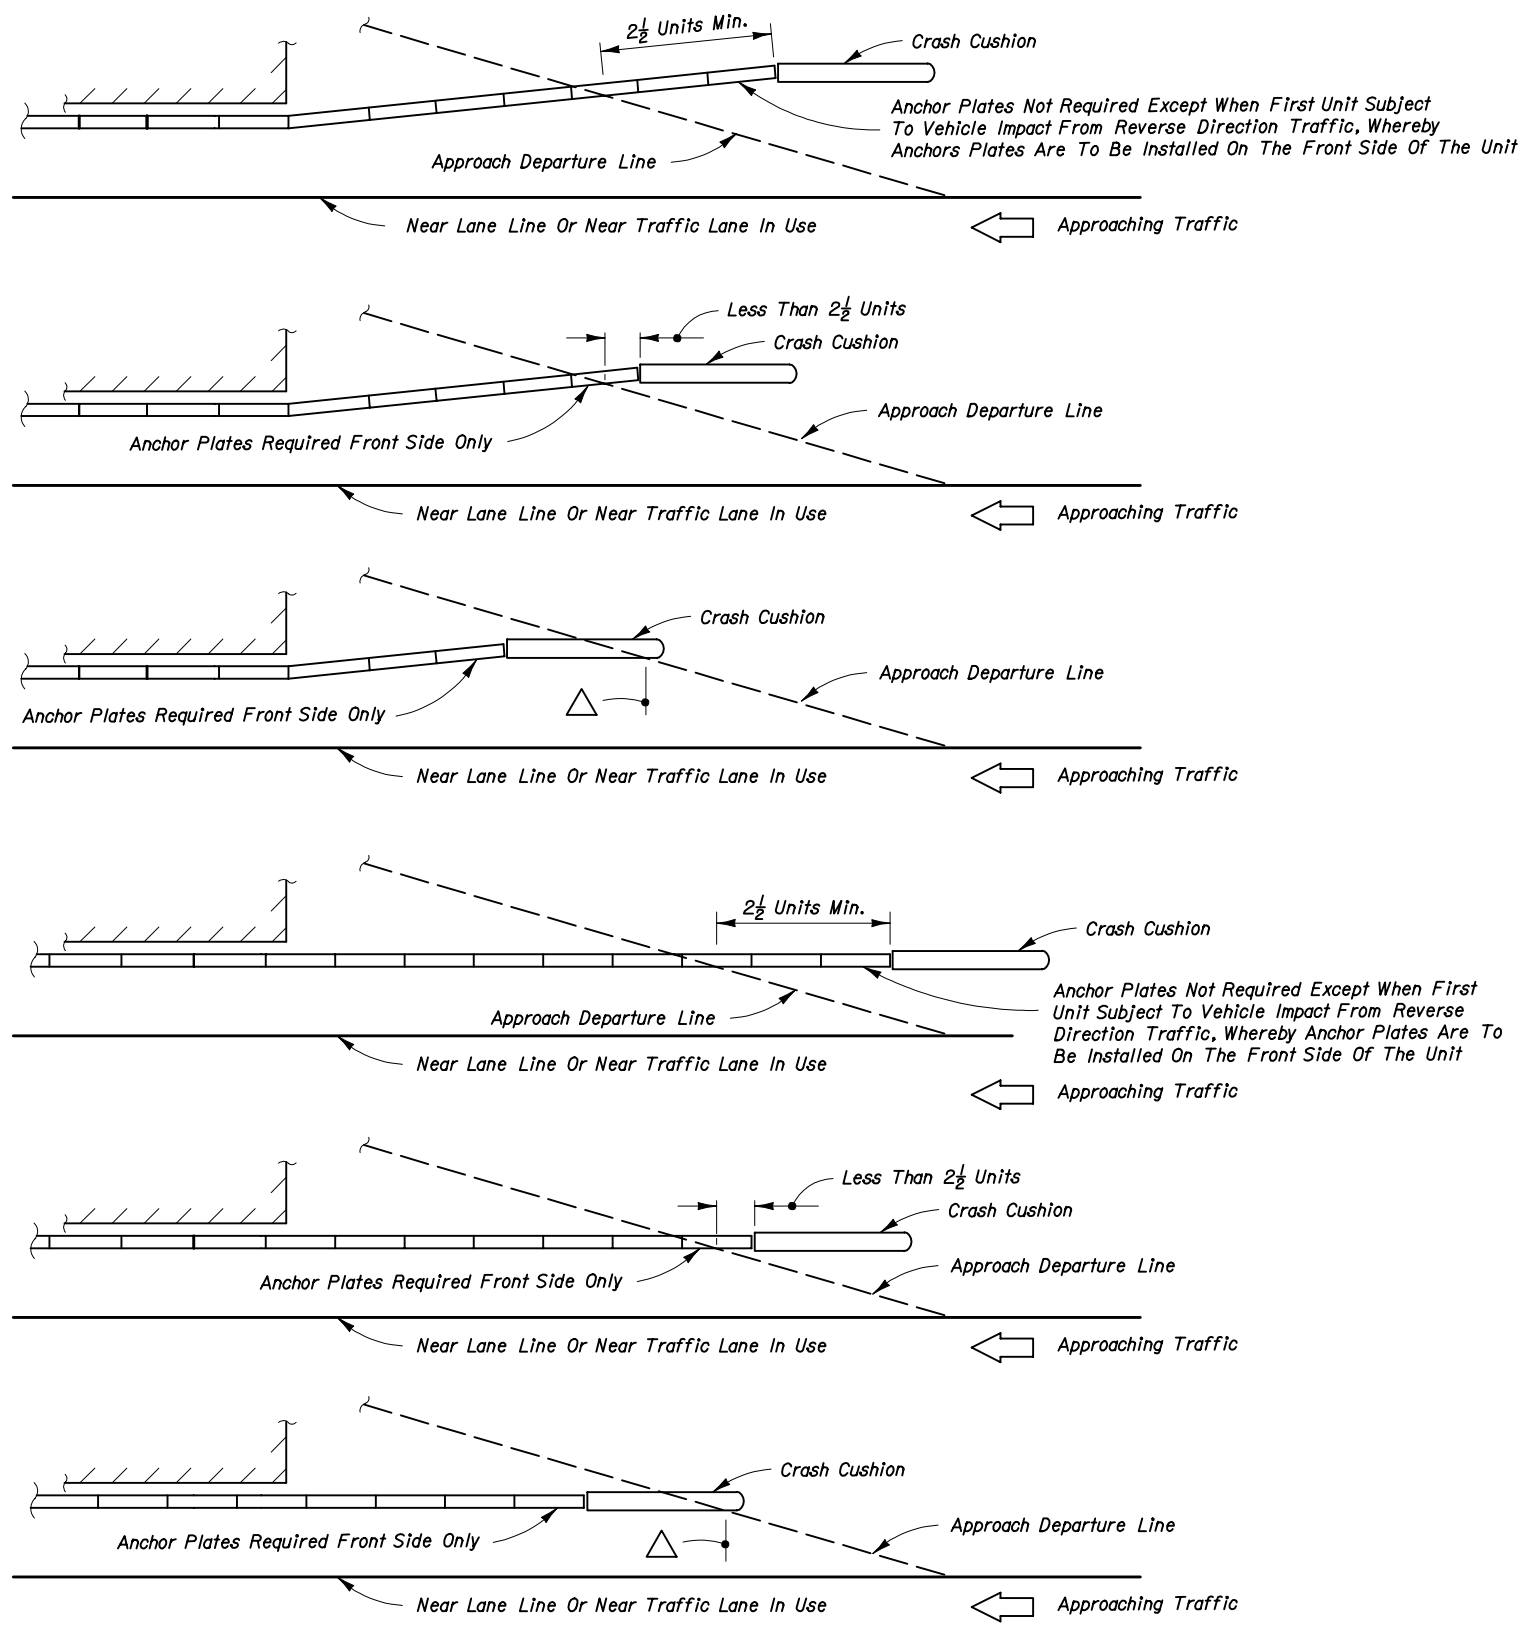 2½ Units Min.
Crash Cushion
Anchor Plates Not Required Except When First Unit Subject
To Vehicle Impact From Reverse Direction Traffic, Whereby
Anchors Plates Are To Be Installed On The Front Side Of The Unit
Approach Departure Line
Near Lane Line Or Near Traffic Lane In Use
Approaching Traffic
Less Than 2½ Units
Crash Cushion
Approach Departure Line
Anchor Plates Required Front Side Only
Near Lane Line Or Near Traffic Lane In Use
Approaching Traffic
Crash Cushion
Approach Departure Line
Anchor Plates Required Front Side Only
Near Lane Line Or Near Traffic Lane In Use
Approaching Traffic
2½ Units Min.
Crash Cushion
Anchor Plates Not Required Except When First
Unit Subject To Vehicle Impact From Reverse
Direction Traffic, Whereby Anchor Plates Are To
Be Installed On The Front Side Of The Unit
Approach Departure Line
Near Lane Line Or Near Traffic Lane In Use
Approaching Traffic
Less Than 2½ Units
Crash Cushion
Approach Departure Line
Anchor Plates Required Front Side Only
Near Lane Line Or Near Traffic Lane In Use
Approaching Traffic
Crash Cushion
Approach Departure Line
Anchor Plates Required Front Side Only
Near Lane Line Or Near Traffic Lane In Use
Approaching Traffic